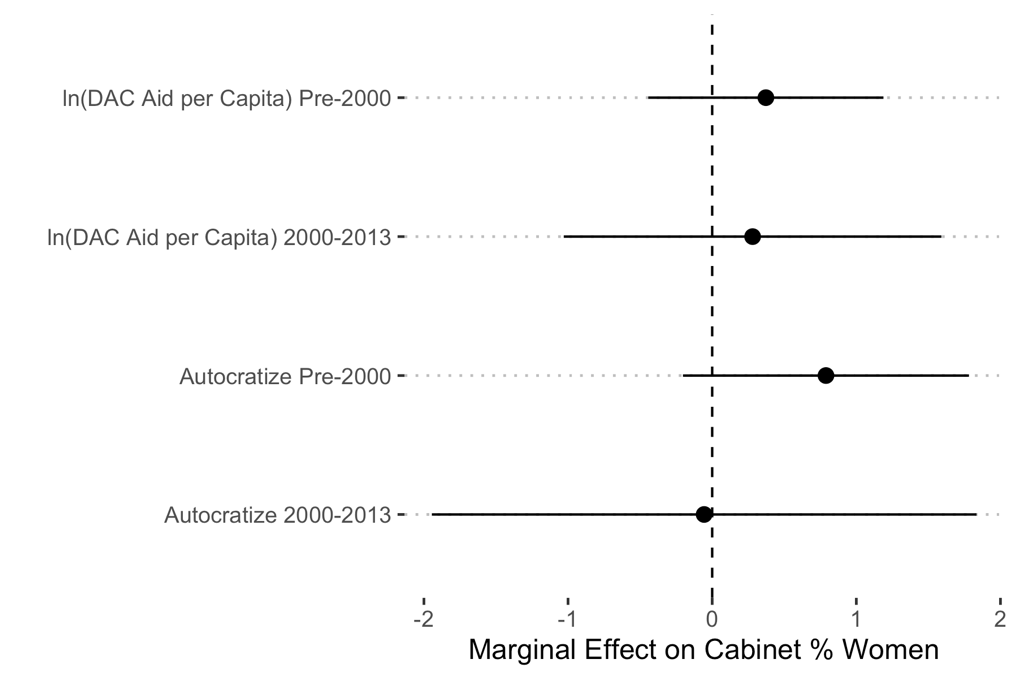 ln(DAC Aid per Capita) Pre-2000
ln(DAC Aid per Capita) 2000-2013
Autocratize Pre-2000
Autocratize 2000-2013
-2 -1 0 1 2
Marginal Effect on Cabinet % Women